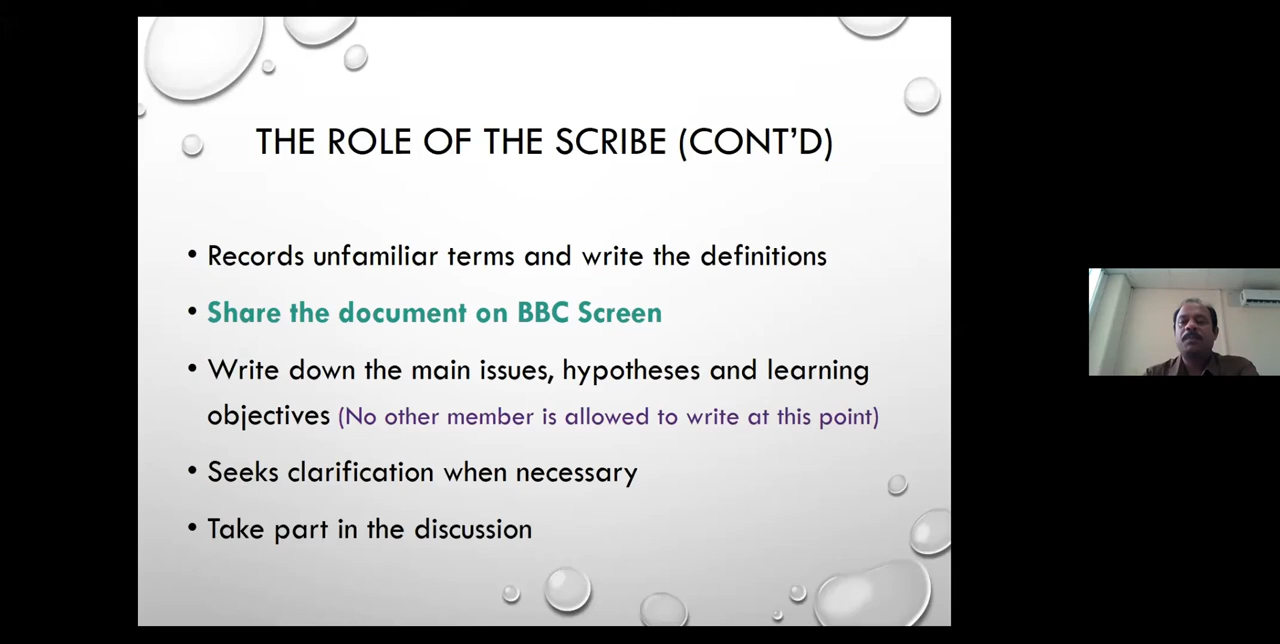 THE ROLE OF THE SCRIBE (CONT’D)
• Records unfamiliar terms and write the definitions
• Share the document on BBC Screen
• Write down the main issues, hypotheses and learning
objectives (No other member is allowed to write at this point)
• Seeks clarification when necessary
• Take part in the discussion